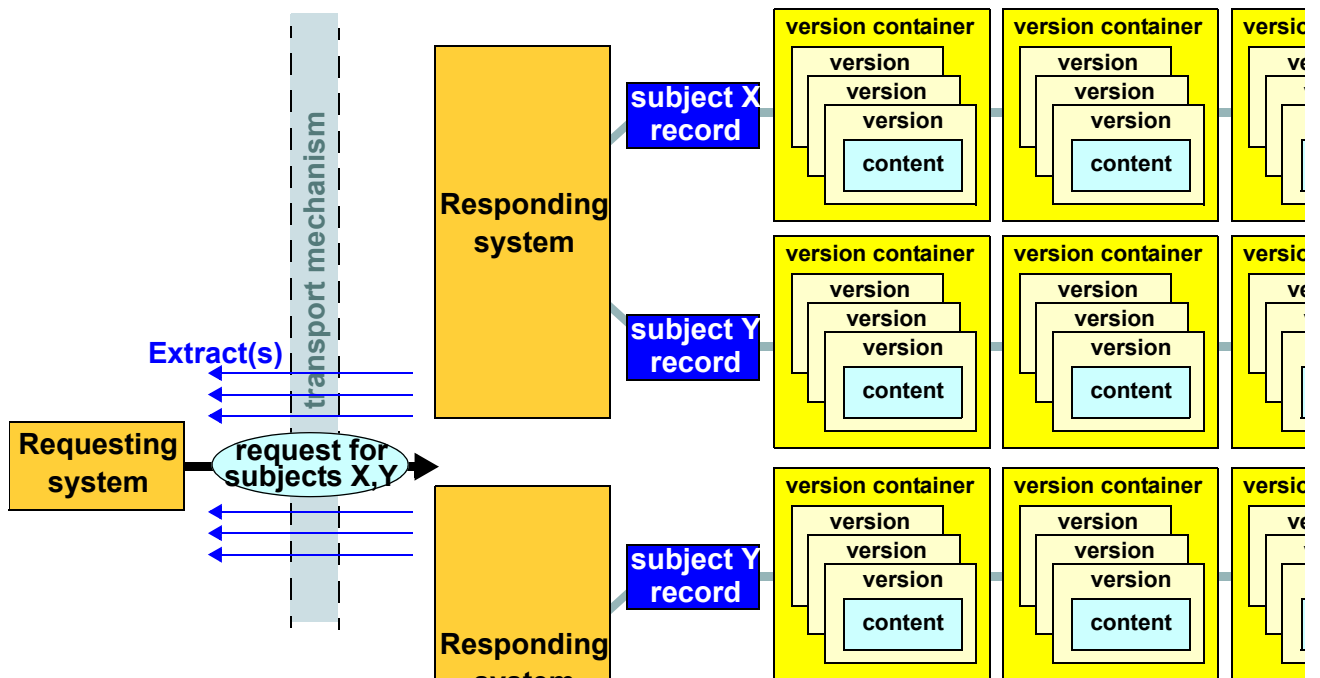 version container
version
version
version
content
version container
version
version
version
content
subject X
record
transport mechanism
Responding
system
version container
version
version
version
content
version container
version
version
version
content
subject Y
record
Extract(s)
Requesting
system
request for
subjects X,Y
version container
version
version
version
content
version container
version
version
version
content
subject Y
record
Responding